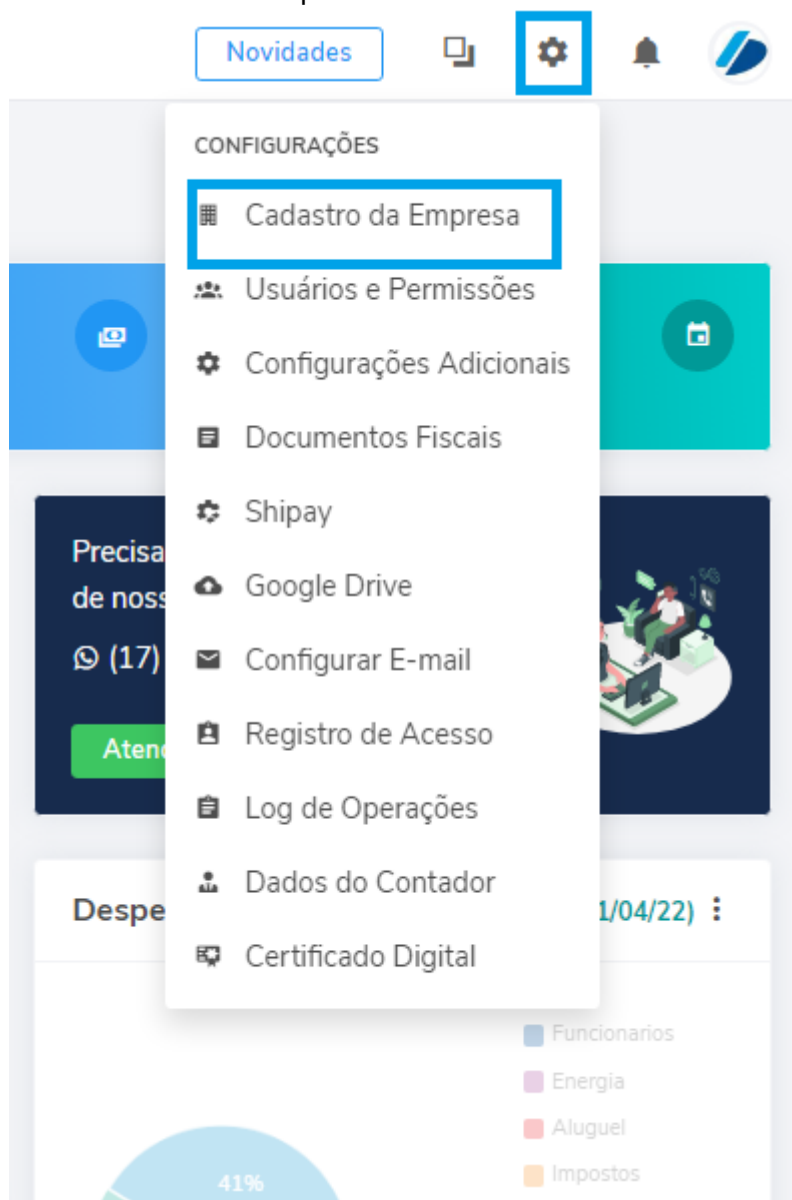 Novidades
CONFIGURAÇÕES
Cadastro da Empresa
Usuários e Permissões
Configurações Adicionais
Documentos Fiscais
Shipay
Google Drive
Configurar E-mail
Registro de Acesso
Log de Operações
Dados do Contador
Certificado Digital
Precisa
de noss
(17)
Atend
Despe
1/04/22)
Funcionarios
Energia
Aluguel
Impostos
41%